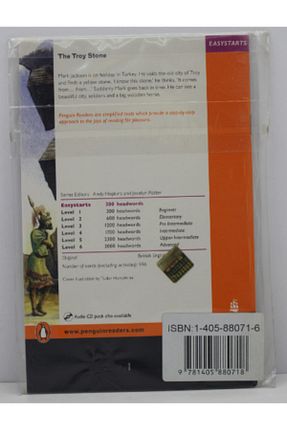 EASYSTARTS
The Troy Stone
Mark Jackson is on holiday in Turkey. He visits the old city of Troy
and finds a yellow stone. 'I know this stone,' he thinks. 'It comes
from . . . from . . .' Suddenly Mark goes back in time. He can see a
beautiful city, soldiers and a big wooden horse.
Penguin Readers are simplified texts which provide a step-by-step
approach to the joys of reading for pleasure.
Series Editors: Andy Hopkins and Jocelyn Potter
Easystarts 200 headwords
Level 1 300 headwords Beginner
Level 2 600 headwords Elementary
Level 3 1200 headwords Pre-Intermediate
Level 4 1700 headwords Intermediate
Level 5 2300 headwords Upper Intermediate
Level 6 3000 headwords Advanced
Original British
Number of words (excluding activities):
Cover illustration by Tudor Humphries
Audio CD pack also available
www.penguinreaders.com
ISBN:1-405-88071-6
9 781405 880718